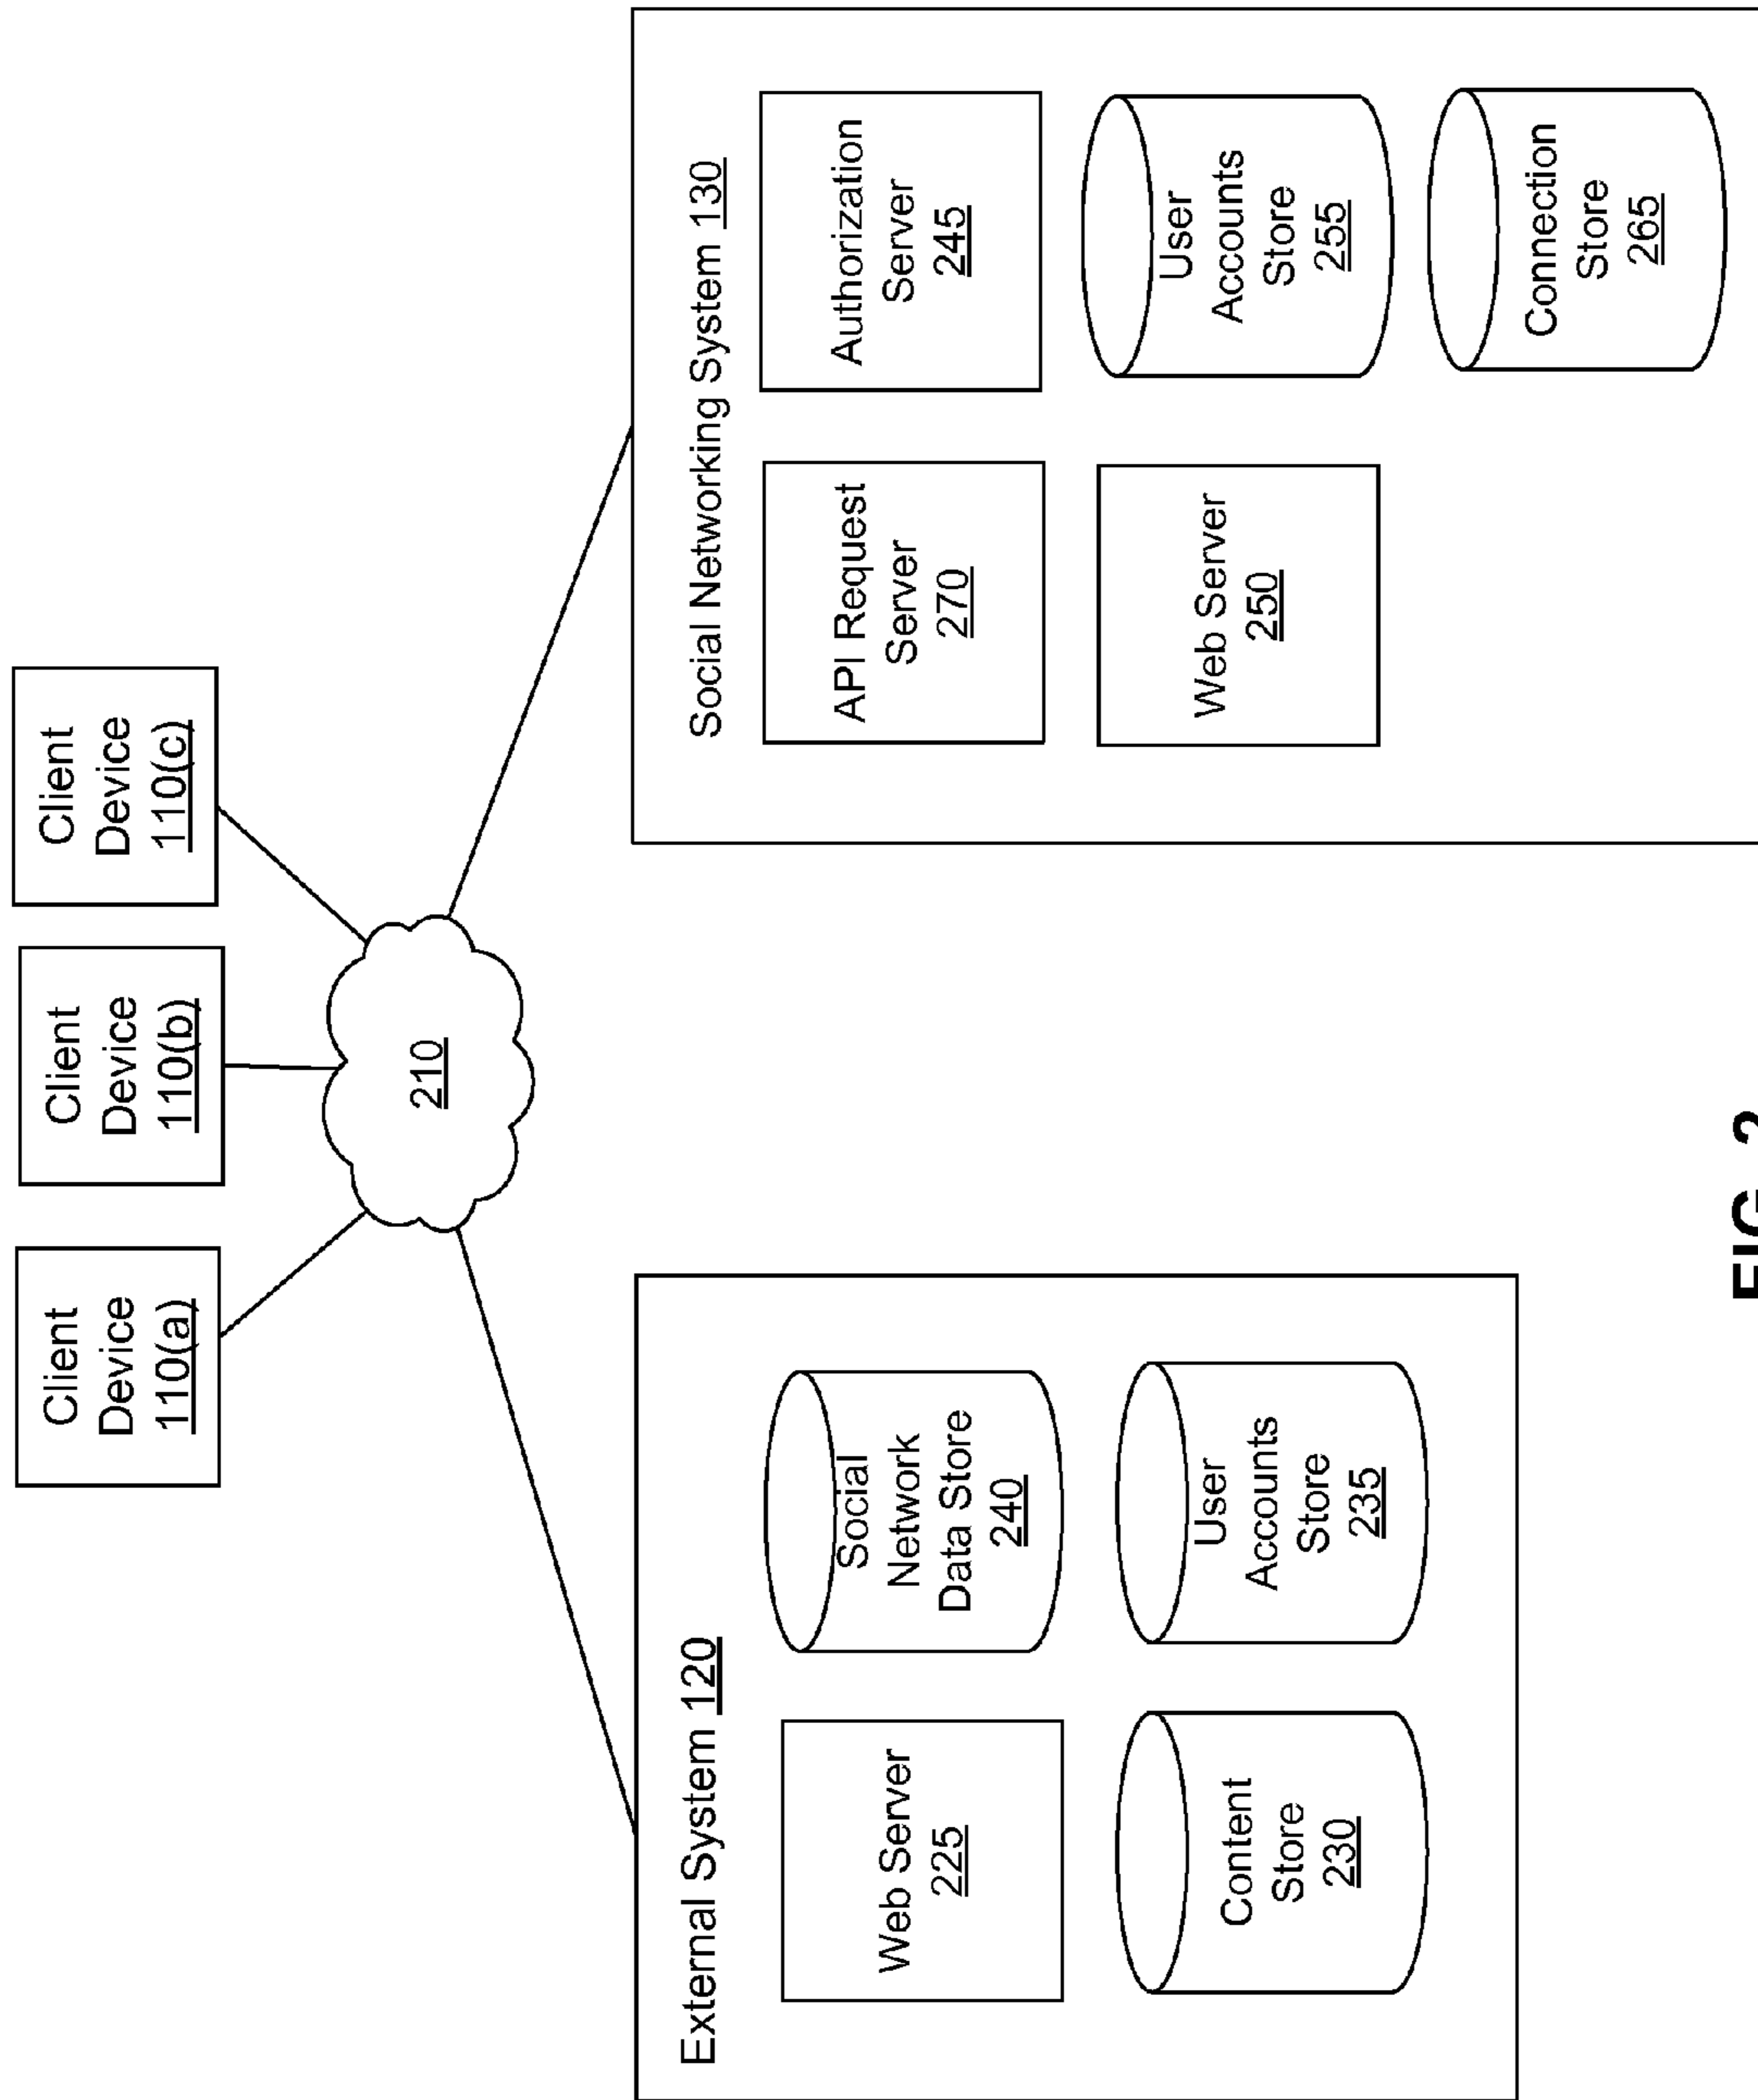 Client
Device
110(a)
Client
Device
110(b)
Client
Device
110(c)
210
External System 120
Web Server
225
Social
Network
Data Store
240
Content
Store
230
User
Accounts
Store
235
Social Networking System 130
API Request
Server
270
Authorization
Server
245
Web Server
250
User
Accounts
Store
255
Connection
Store
265
FIG. 2